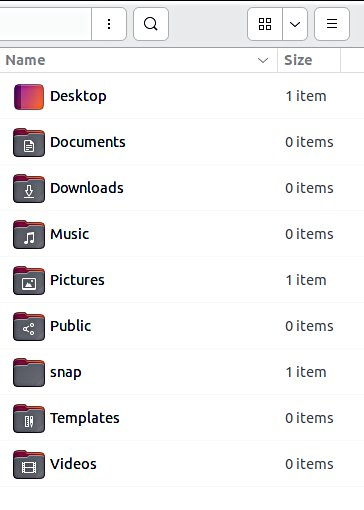 Name Size
Desktop 1 item
Documents 0 items
Downloads 0 items
Music 0 items
Pictures 1 item
Public 0 items
snap 1 item
Templates 0 items
Videos 0 items